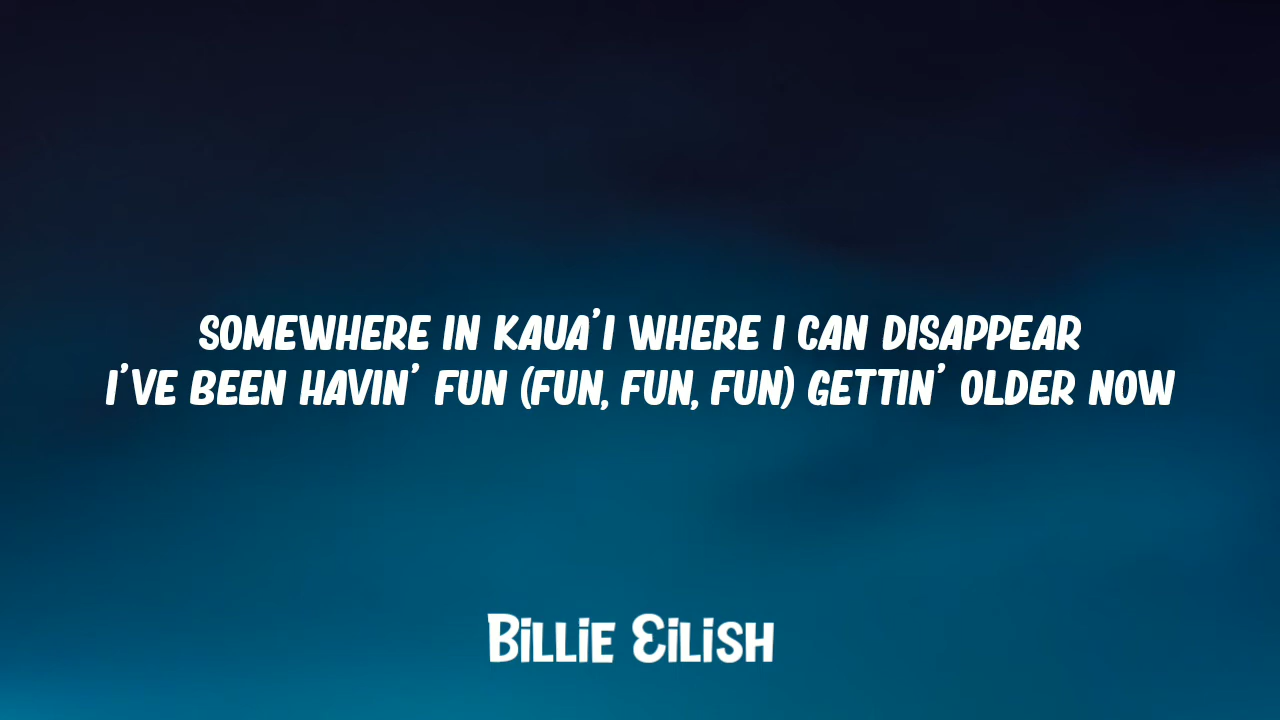 SOMEWHERE IN KAUA'I WHERE I CAN DISAPPEAR
I'VE BEEN HAVIN' FUN (FUN, FUN, FUN) GETTIN' OLDER NOW
BILLIE EILISH